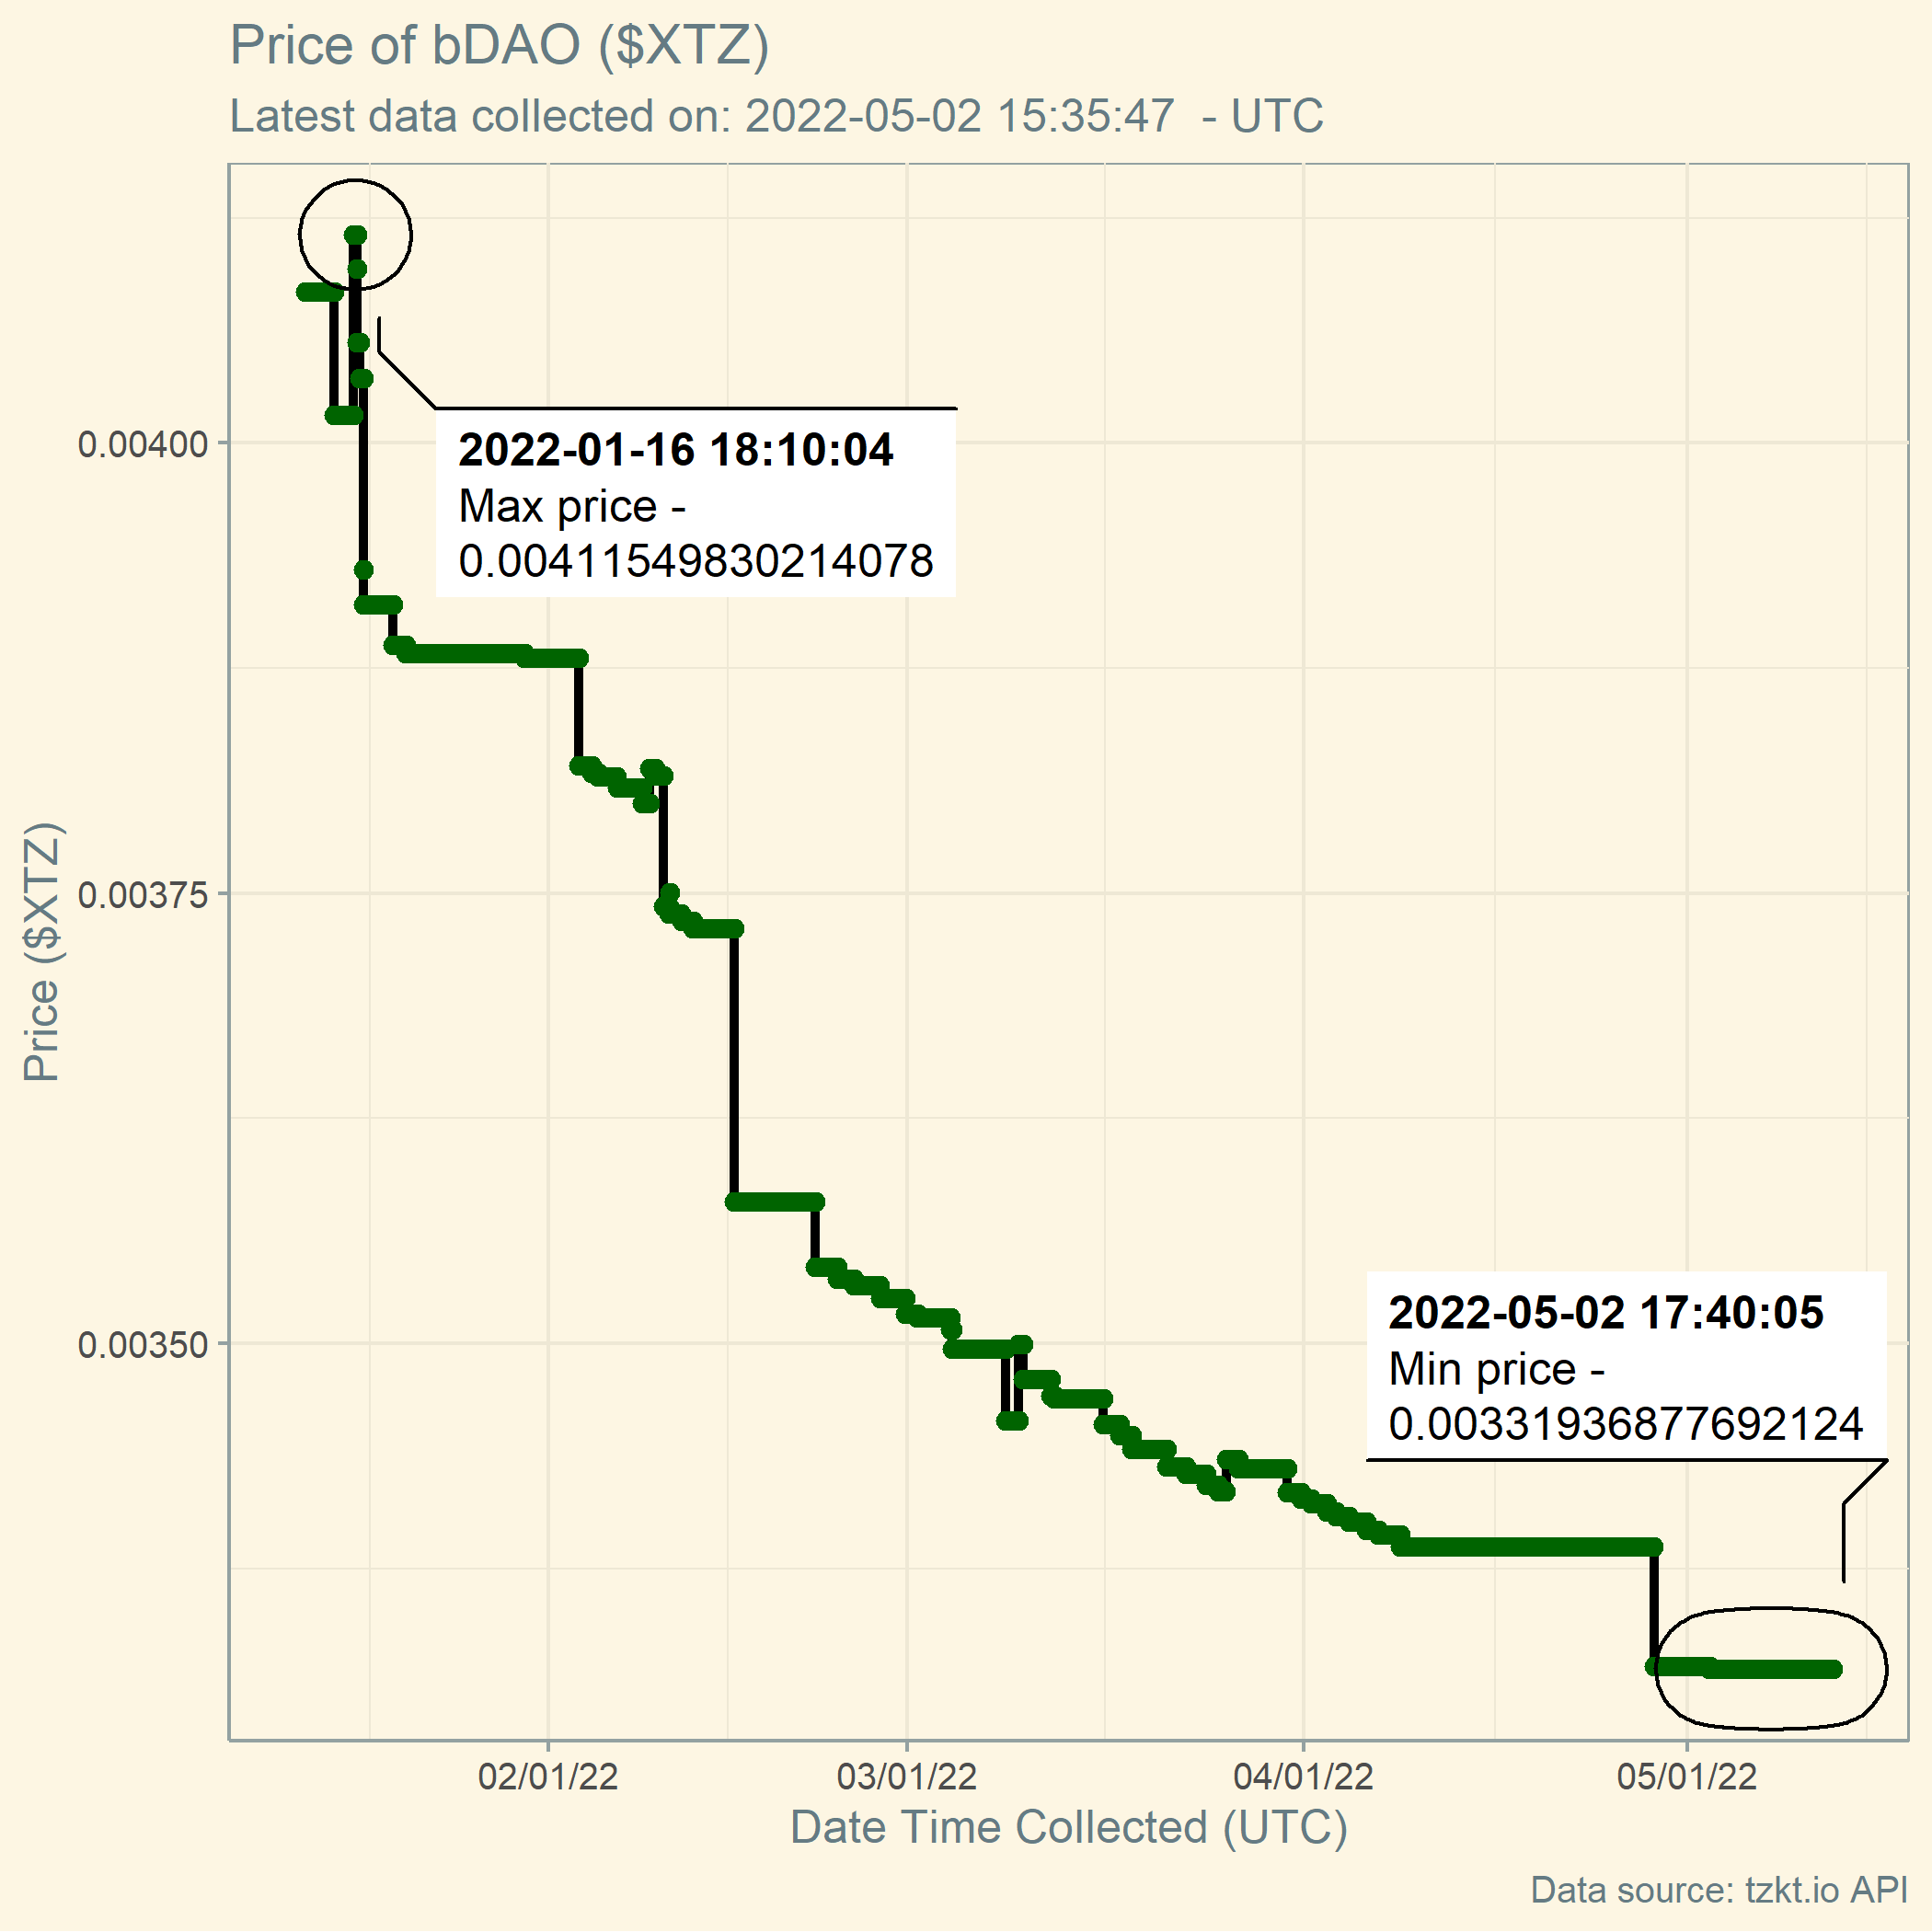 Price of bDAO ($XTZ)
Latest data collected on: 2022-05-02 15:35:47  - UTC
2022-01-16 18:10:04
Max price -
0.00411549830214078
0.00400
0.00375
0.00350
Price ($XTZ)
2022-05-02 17:40:05
Min price -
0.00331936877692124
02/01/22
03/01/22
04/01/22
05/01/22
Date Time Collected (UTC)
Data source: tzkt.io API